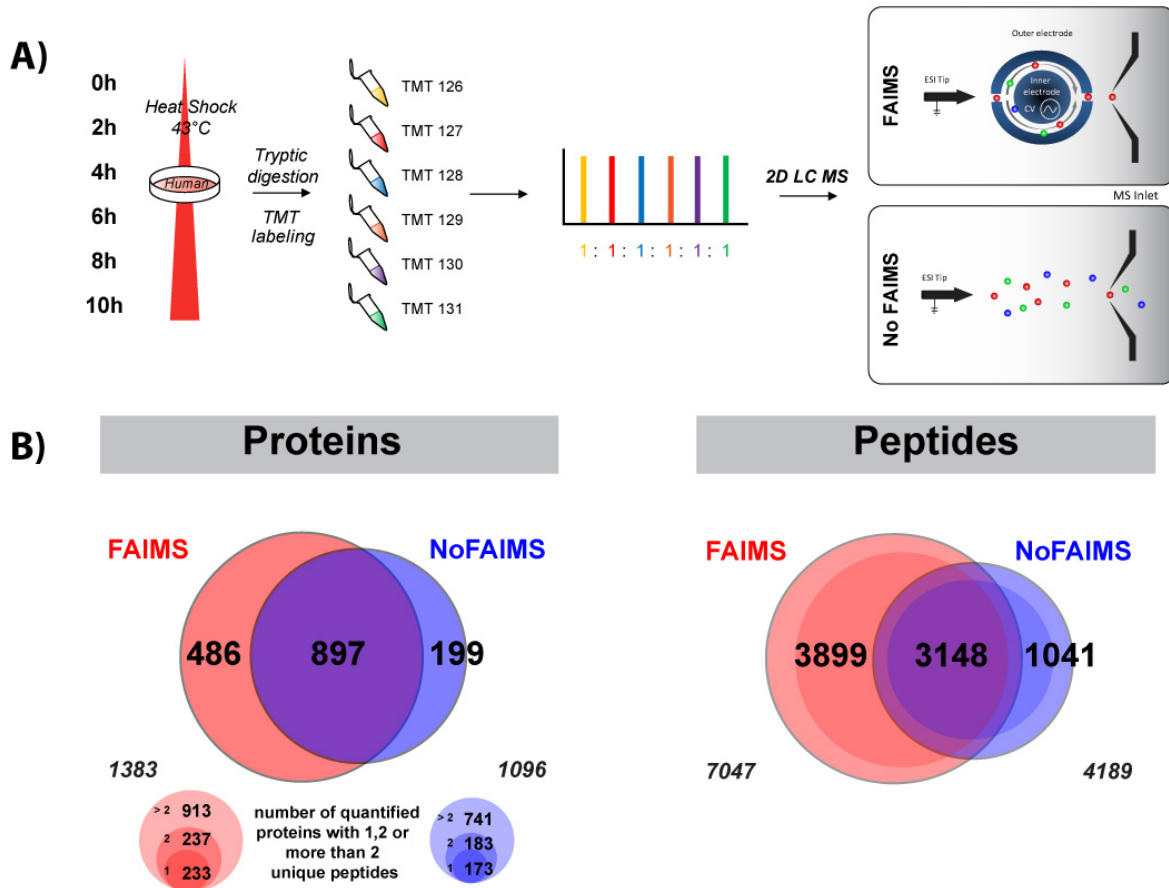 A)
0h
2h
4h
6h
8h
10h
Heat Shock
43°C
Human
Tryptic
digestion
TMT
labeling
TMT 126
TMT 127
TMT 128
TMT 129
TMT 130
TMT 131
1 : 1 : 1 : 1 : 1 : 1
2D LC MS
FAIMS
ESI Tip
Outer electrode
Inner
electrode
CV
MS Inlet
No FAIMS
ESI Tip
B)
Proteins
FAIMS
NoFAIMS
486
897
199
1383
1096
> 2 913
2 237
1 233
number of quantified
proteins with 1,2 or
more than 2
unique peptides
> 2 741
2 183
1 173
Peptides
FAIMS
NoFAIMS
3899
3148
1041
7047
4189